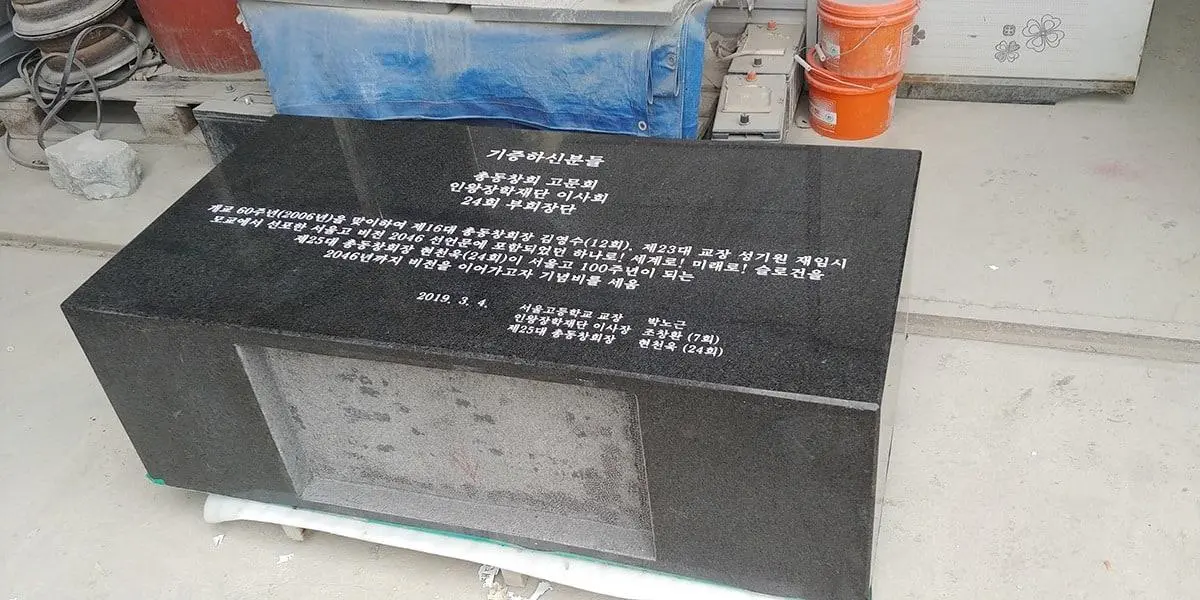 기증하신분들
총동창회 고문회
인왕장학재단 이사회
24회 부회장단
개교 60주년(2006년)을 맞이하여 제16대 총동창회장 김영수(12회), 제23대 교장 성기원 재임시
모교에서 선포한 서울고 비전 2046 선언문에 포함되었던 하나로! 세계로! 미래로! 슬로건을
제25대 총동창회장 현천욱(24회)이 서울고 100주년이 되는
2046년까지 비전을 이어가고자 기념비를 세움
2019. 3. 4.
서울고등학교 교장 박노근
인왕장학재단 이사장 조창환 (7회)
제25대 총동창회장 현천욱 (24회)